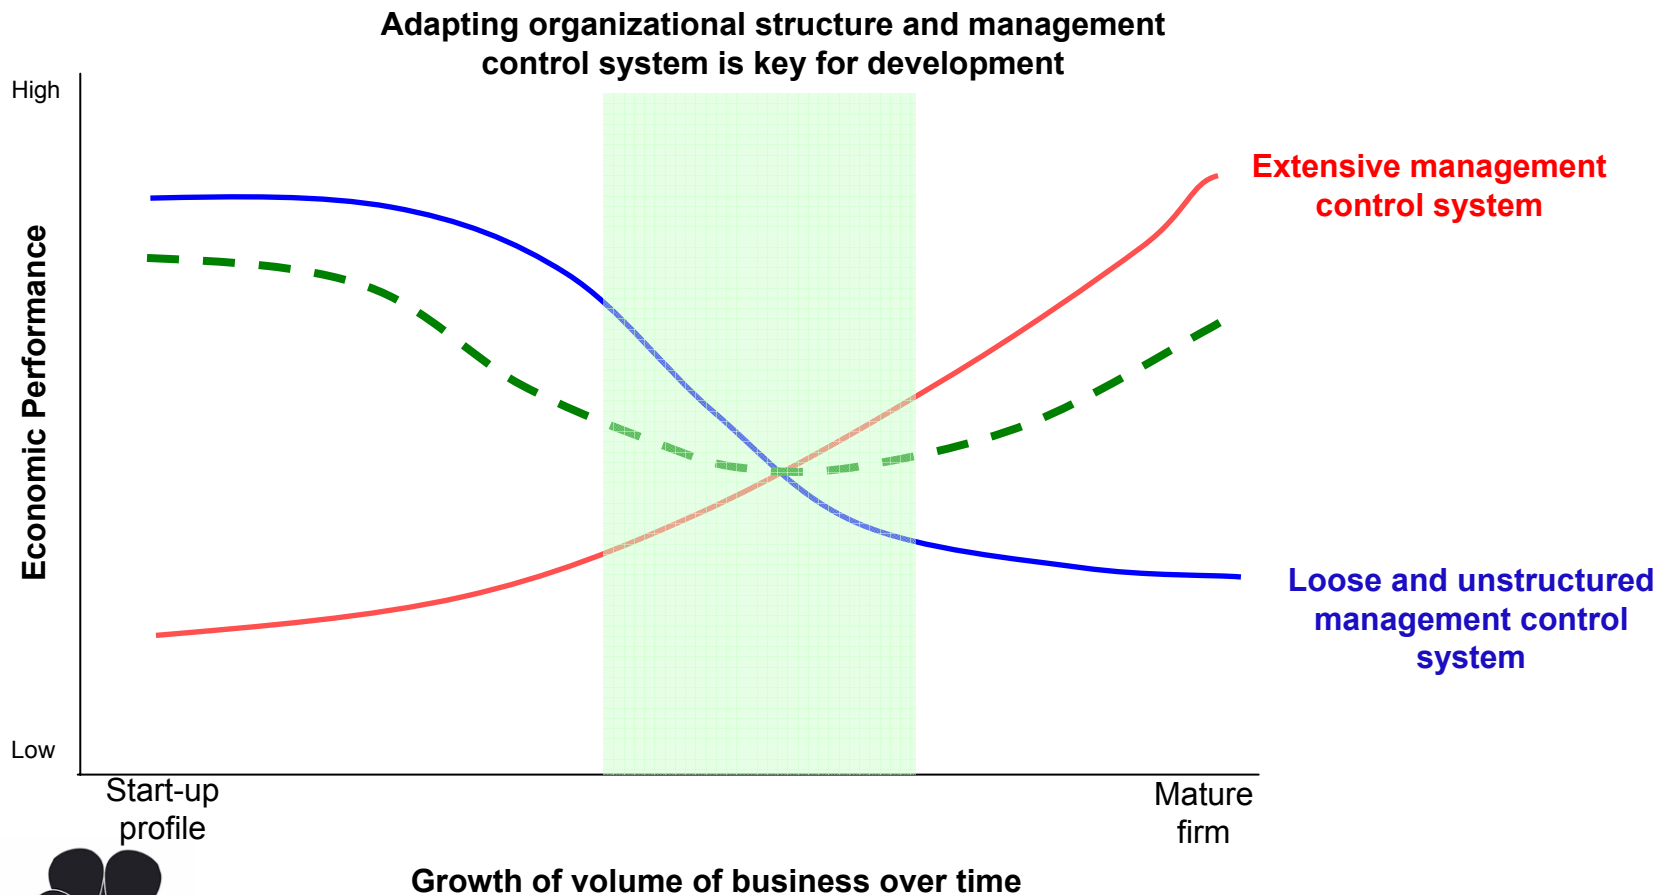 Adapting organizational structure and management
control system is key for development
High
Extensive management
control system
Economic Performance
Loose and unstructured
management control
system
Low
Start-up
profile
Mature
firm
Growth of volume of business over time